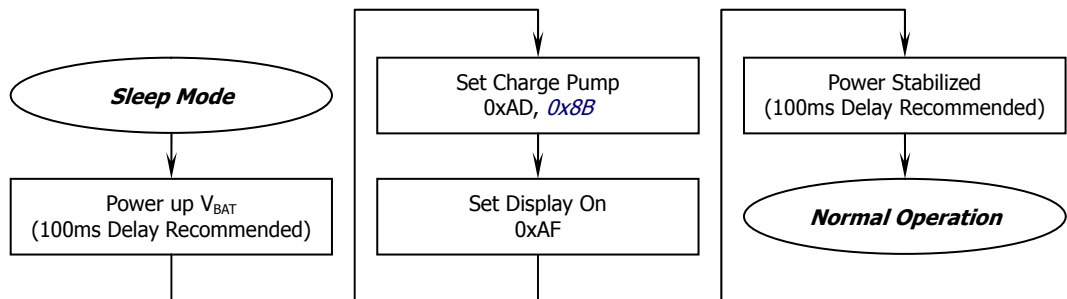 Sleep Mode
Power up VBAT
(100ms Delay Recommended)
Set Charge Pump
0xAD, 0x8B
Set Display On
0xAF
Power Stabilized
(100ms Delay Recommended)
Normal Operation